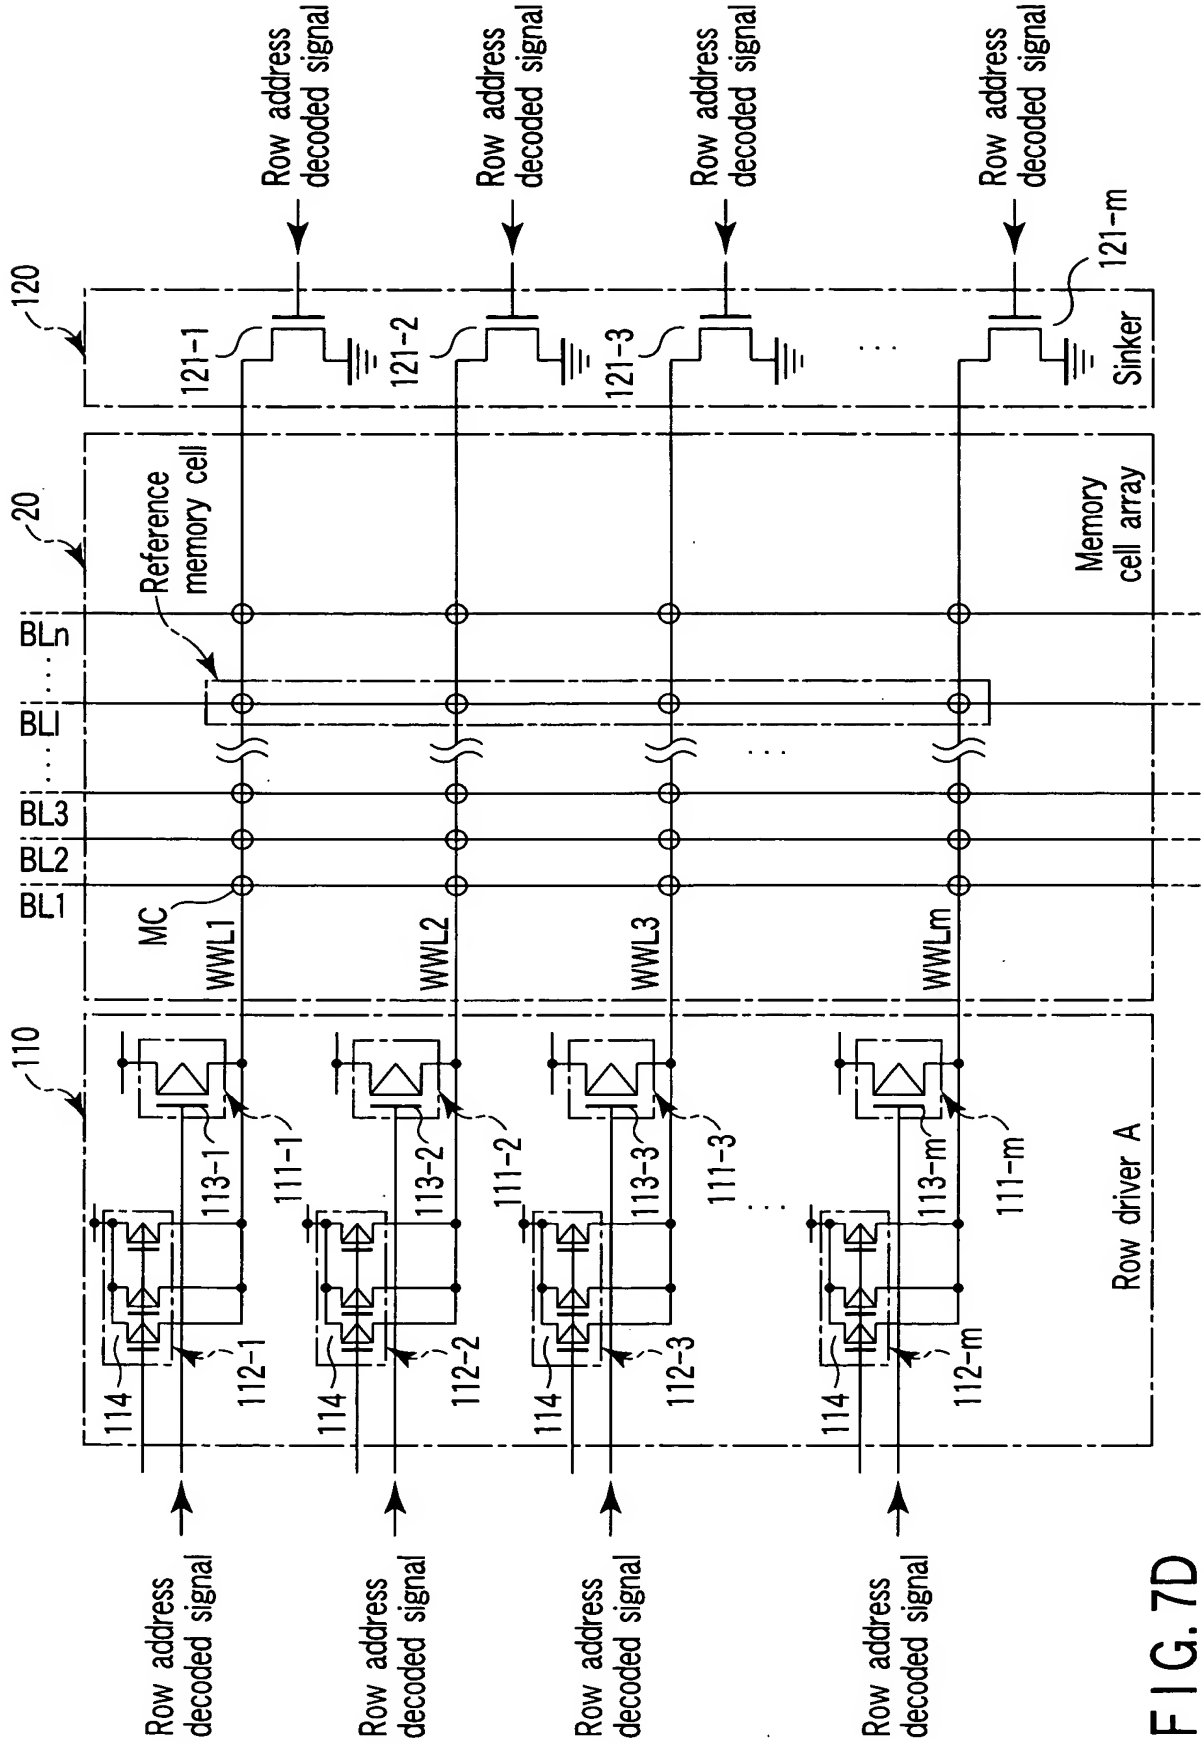 110
20
120
BL1
BL2
BL3
BLl
BLn
Reference
memory cell
MC
Row address
decoded signal
114
112-1
113-1
111-1
WWL1
121-1
Row address
decoded signal
Row address
decoded signal
114
112-2
113-2
111-2
WWL2
121-2
Row address
decoded signal
Row address
decoded signal
114
112-3
113-3
111-3
WWL3
121-3
Row address
decoded signal
Row address
decoded signal
114
112-m
113-m
111-m
WWLm
121-m
Row address
decoded signal
Row driver A
Memory
cell array
Sinker
FIG. 7D